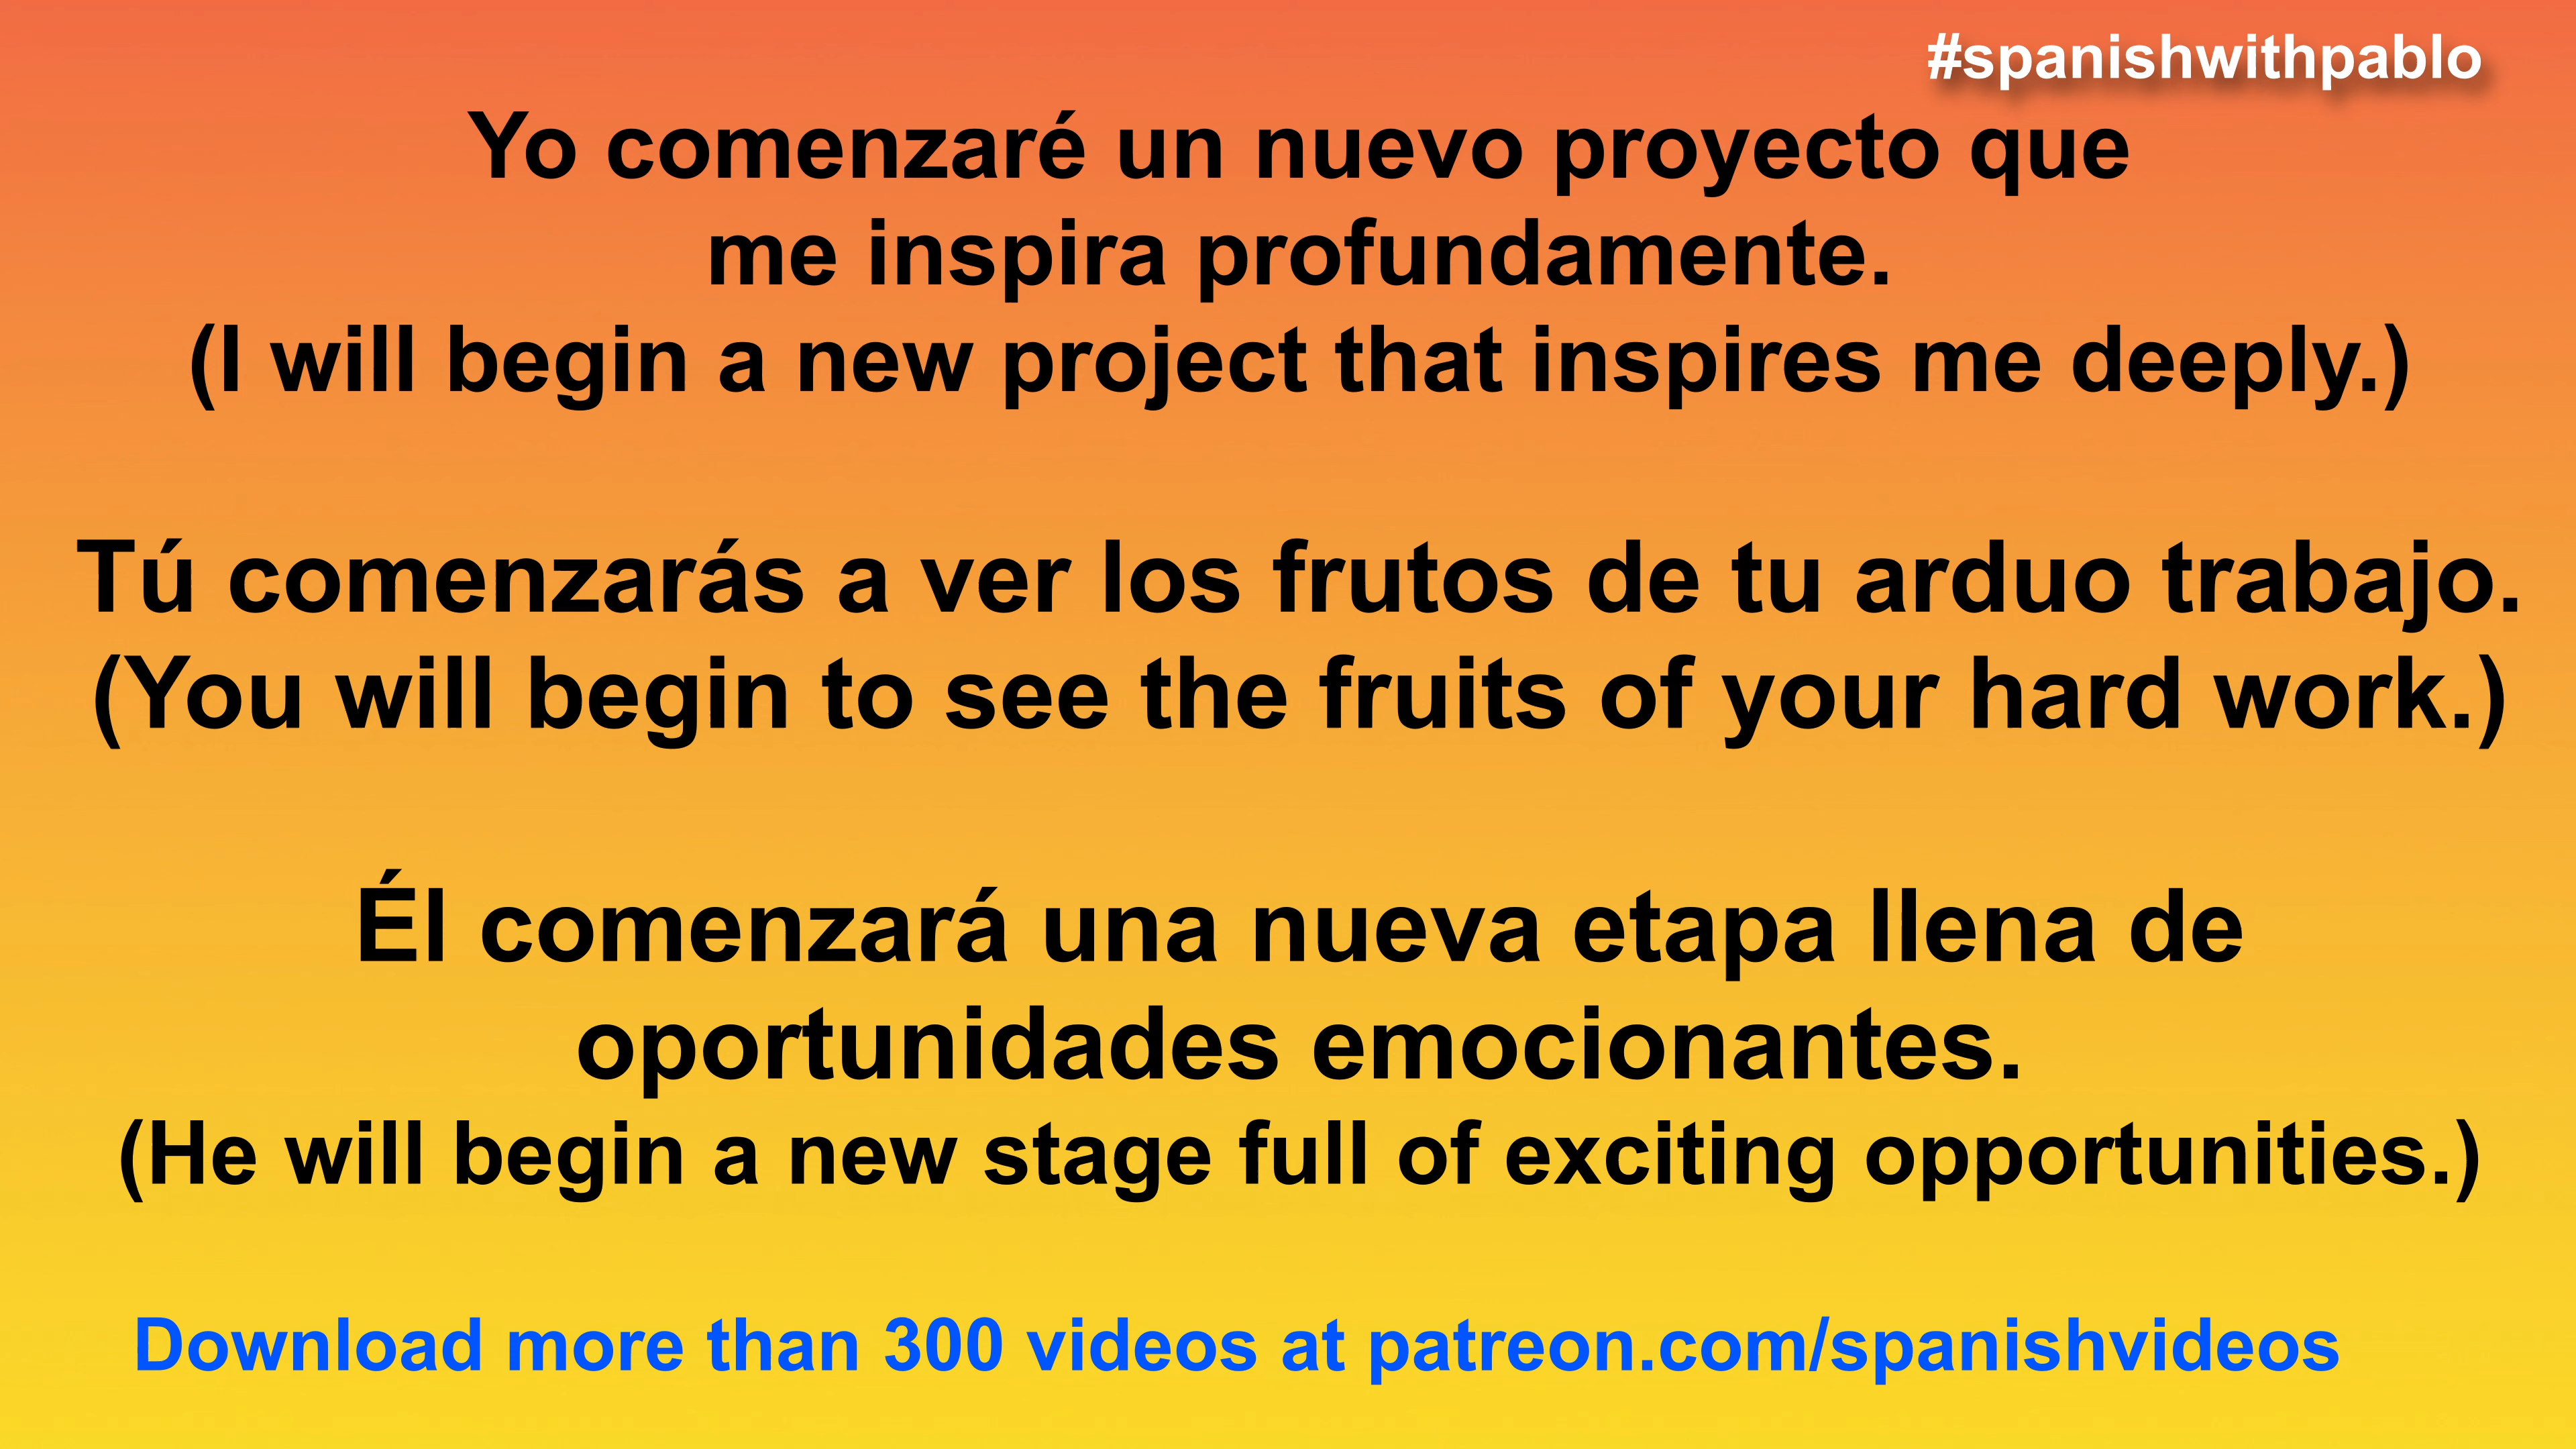 #spanishwithpablo
Yo comenzaré un nuevo proyecto que
me inspira profundamente.
(I will begin a new project that inspires me deeply.)
Tú comenzarás a ver los frutos de tu arduo trabajo.
(You will begin to see the fruits of your hard work.)
Él comenzará una nueva etapa llena de
oportunidades emocionantes.
(He will begin a new stage full of exciting opportunities.)
Download more than 300 videos at patreon.com/spanishvideos